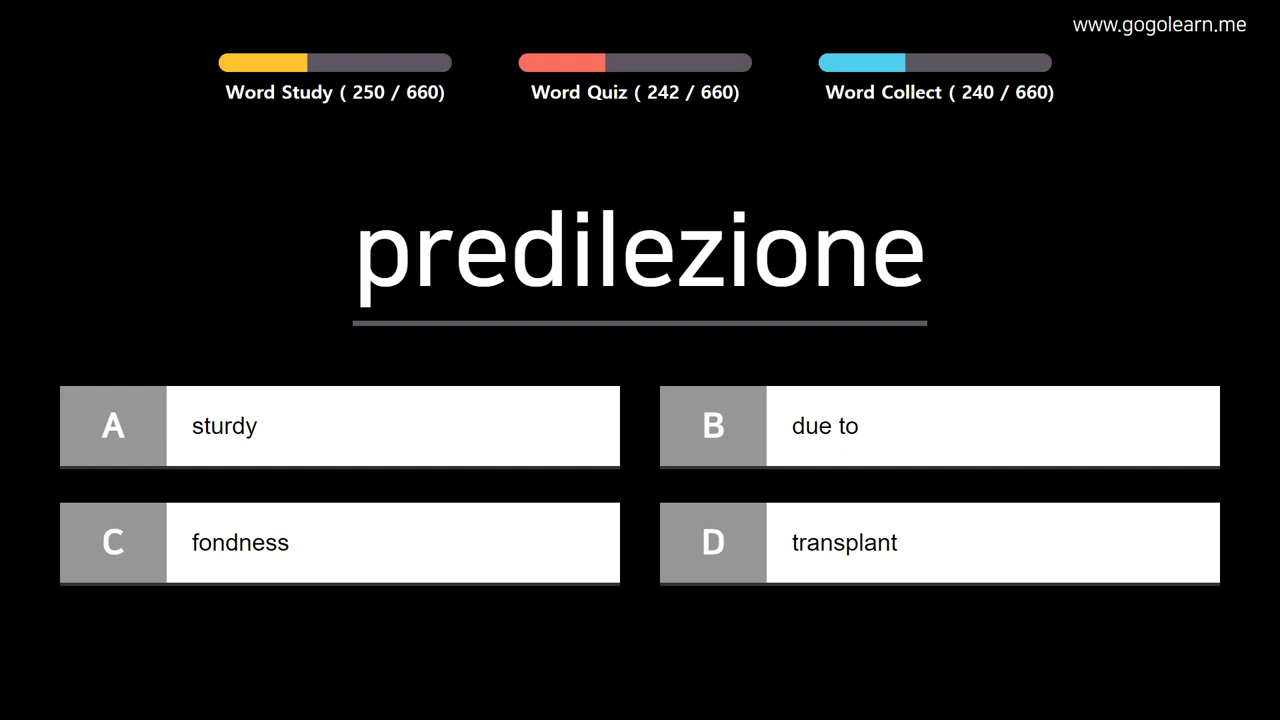 www.gogolearn.me
Word Study ( 250 / 660)
Word Quiz ( 242 / 660)
Word Collect ( 240 / 660)
predilezione
A sturdy
B due to
C fondness
D transplant